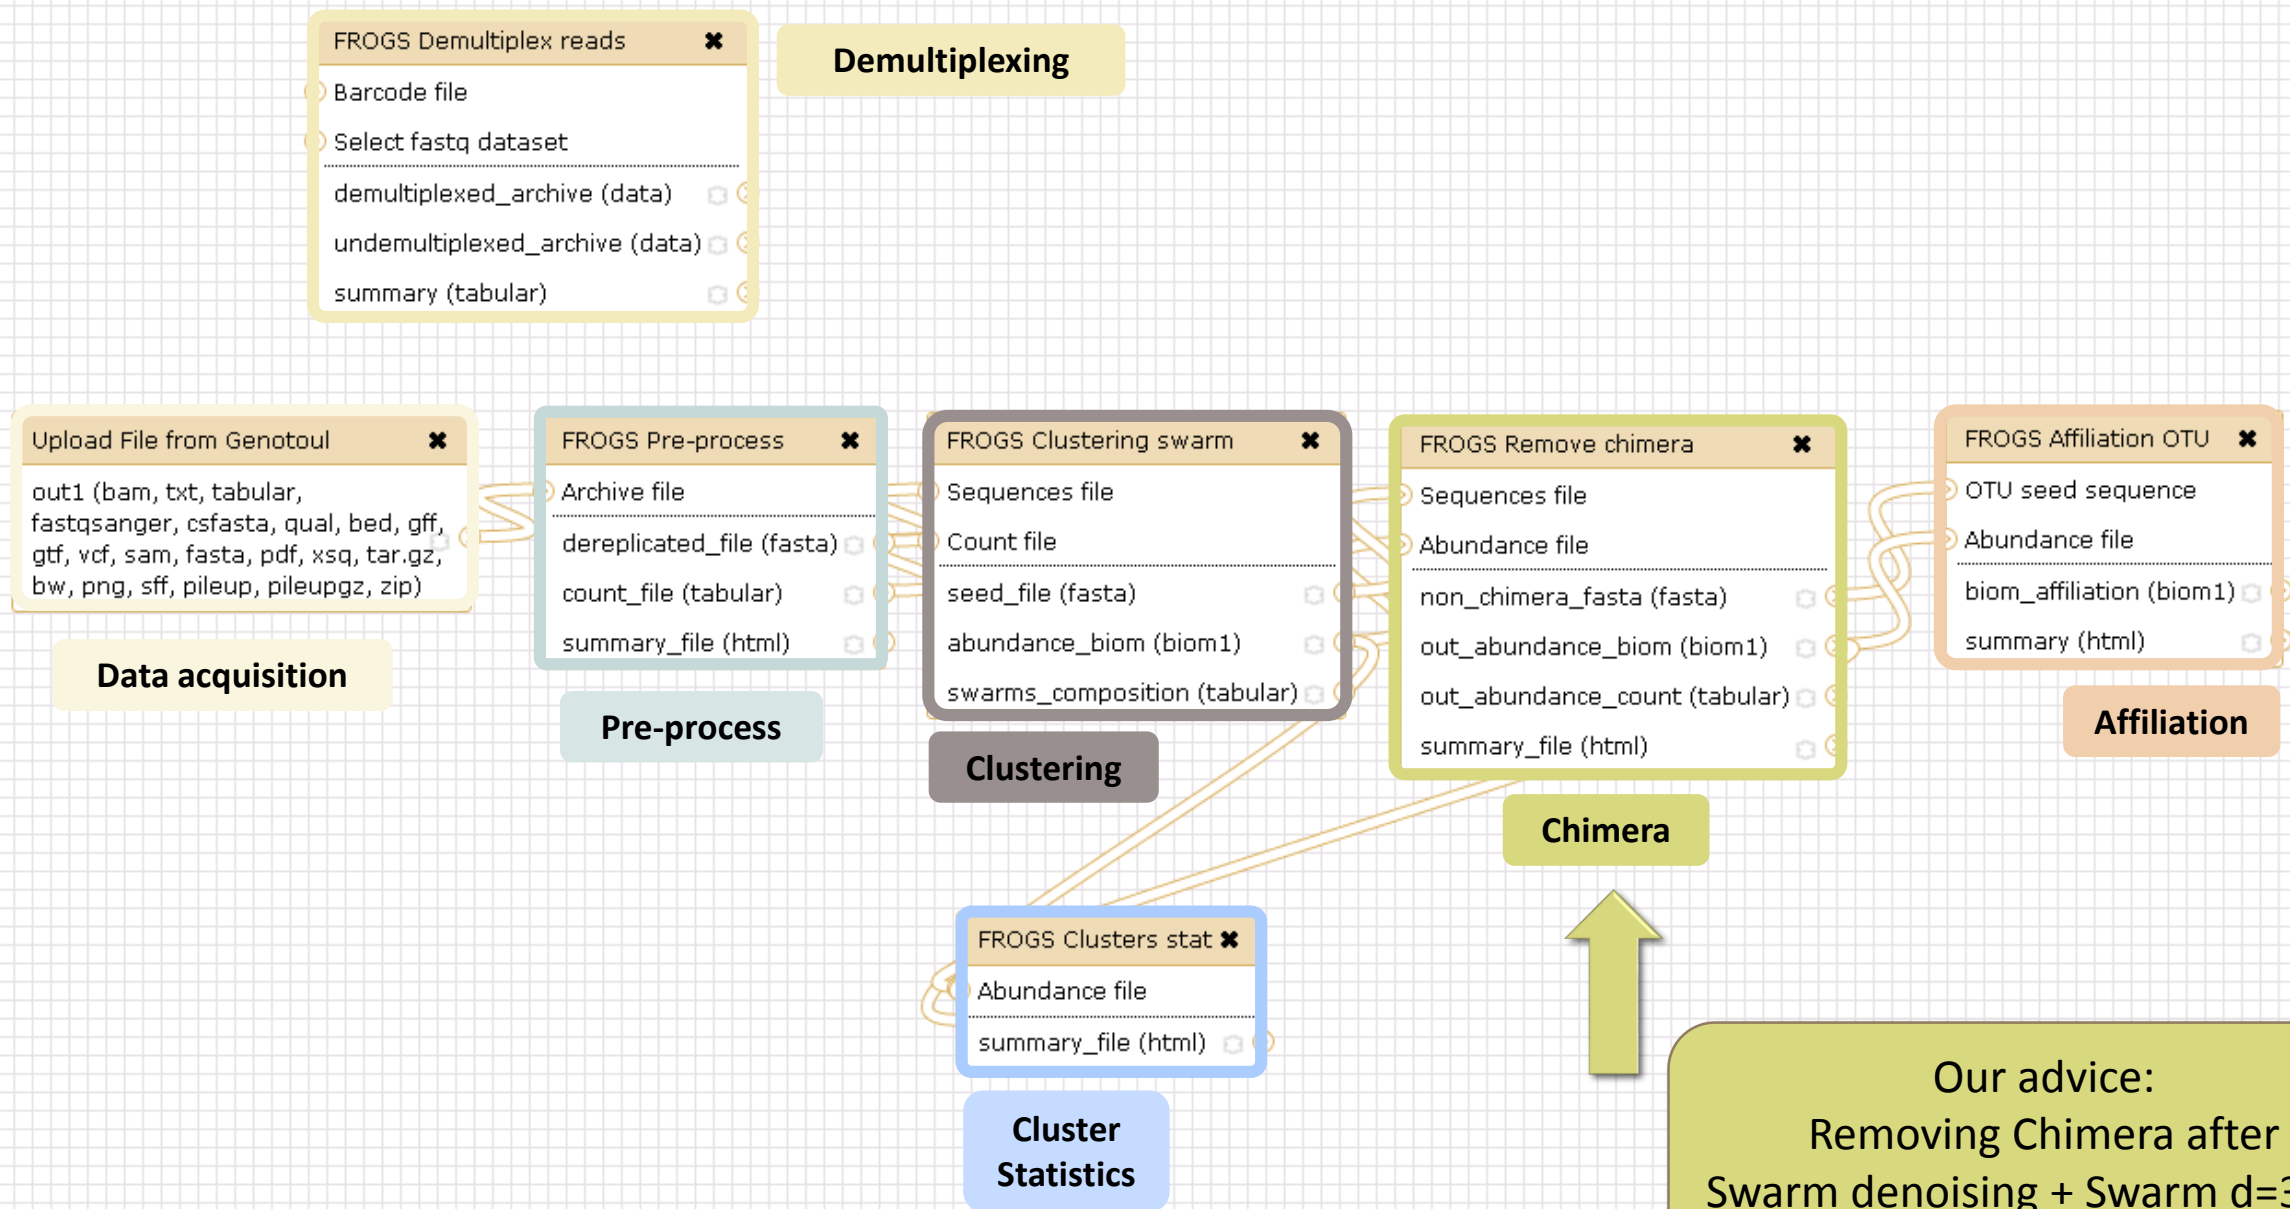 FROGS Demultiplex reads
Barcode file
Select fastq dataset
demultiplexed_archive (data)
undemultiplexed_archive (data)
summary (tabular)
Demultiplexing
Upload File from Genotoul
out1 (bam, txt, tabular,
fastqsanger, csfasta, qual, bed, gff,
gtf, vcf, sam, fasta, pdf, xsq, tar.gz,
bw, png, sff, pileup, pileupgz, zip)
Data acquisition
FROGS Pre-process
Archive file
dereplicated_file (fasta)
count_file (tabular)
summary_file (html)
Pre-process
FROGS Clustering swarm
Sequences file
Count file
seed_file (fasta)
abundance_biom (biom1)
swarms_composition (tabular)
Clustering
FROGS Remove chimera
Sequences file
Abundance file
non_chimera_fasta (fasta)
out_abundance_biom (biom1)
out_abundance_count (tabular)
summary_file (html)
Chimera
FROGS Affiliation OTU
OTU seed sequence
Abundance file
biom_affiliation (biom1)
summary (html)
Affiliation
FROGS Clusters stat
Abundance file
summary_file (html)
Cluster
Statistics
Our advice:
Removing Chimera after
Swarm denoising + Swarm d=3